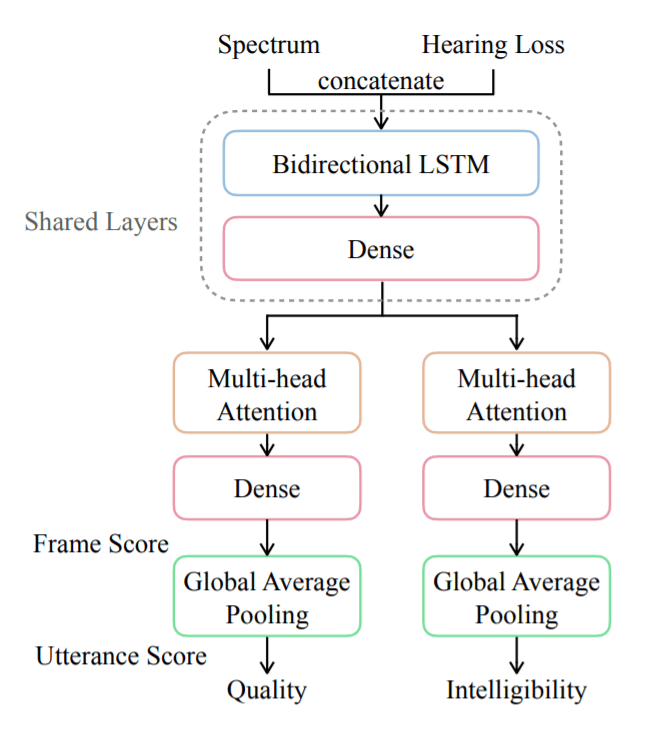 Spectrum
Hearing Loss
concatenate
Bidirectional LSTM
Shared Layers
Dense
Multi-head
Attention
Multi-head
Attention
Dense
Dense
Frame Score
Global Average
Pooling
Global Average
Pooling
Utterance Score
Quality
Intelligibility